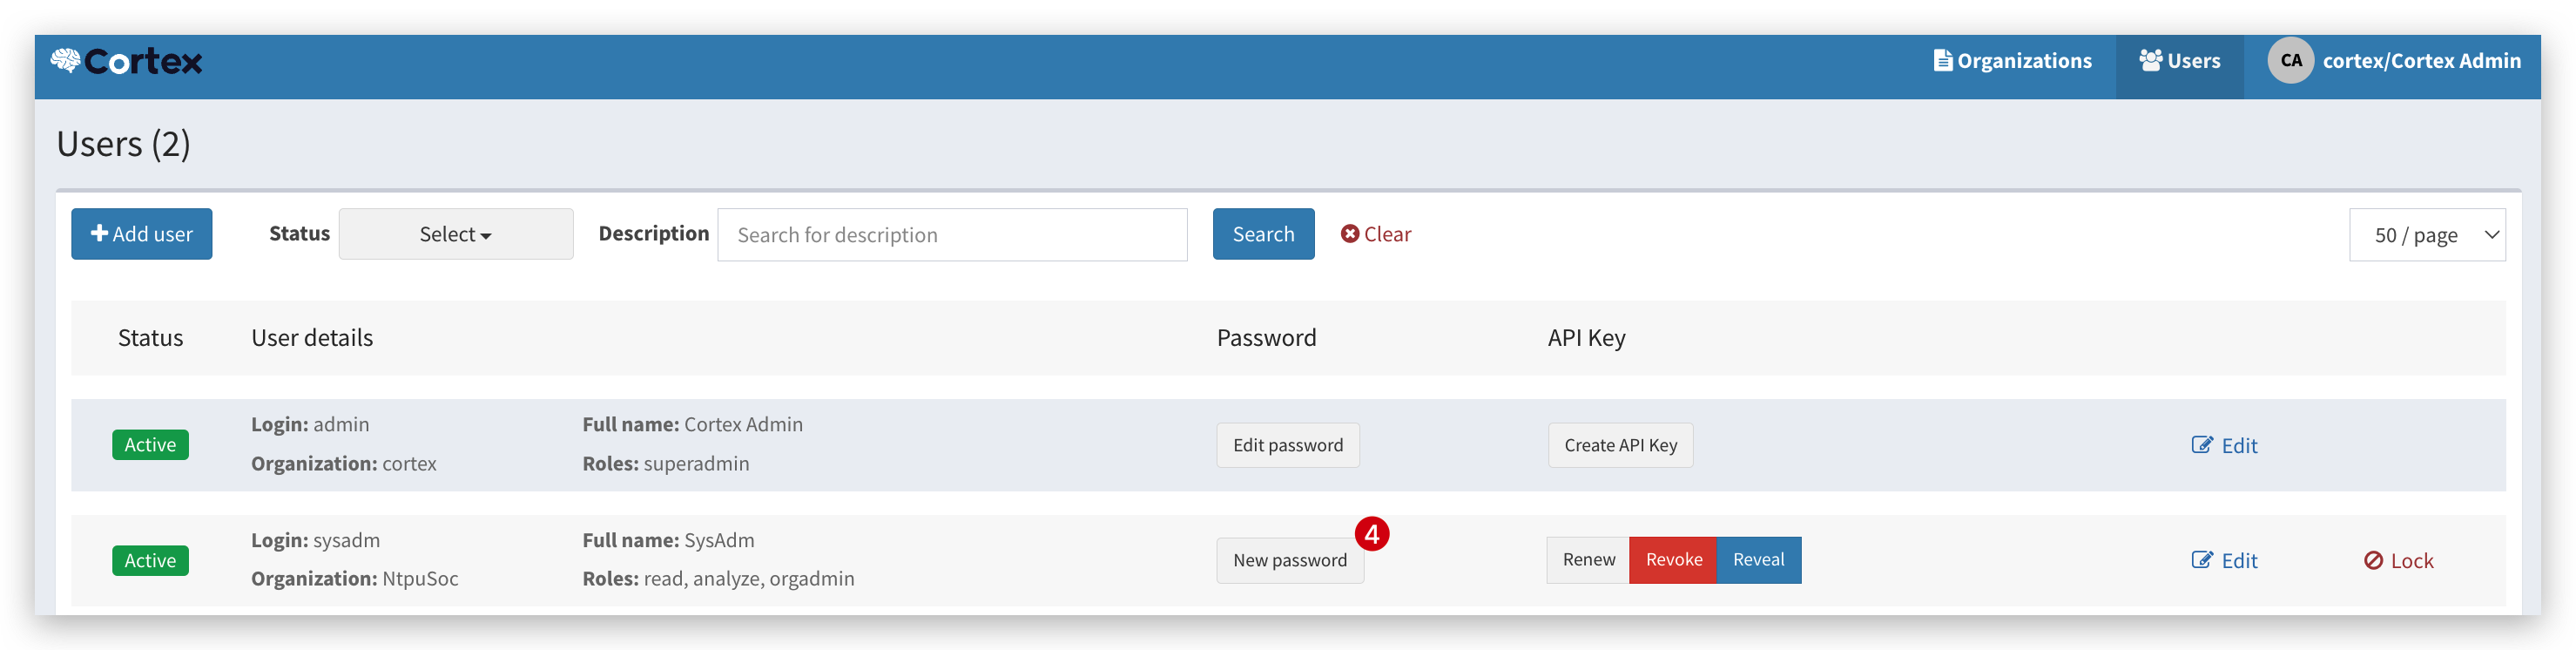 Cortex
Organizations
Users
CA
cortex/Cortex Admin
Users (2)
Add user
Status
Select
Description
Search for description
Search
Clear
50 / page
Status
User details
Password
API Key
Active
Login: admin
Full name: Cortex Admin
Organization: cortex
Roles: superadmin
Edit password
Create API Key
Edit
Active
Login: sysadm
Full name: SysAdm
Organization: NtpuSoc
Roles: read, analyze, orgadmin
New password
4
Renew
Revoke
Reveal
Edit
Lock